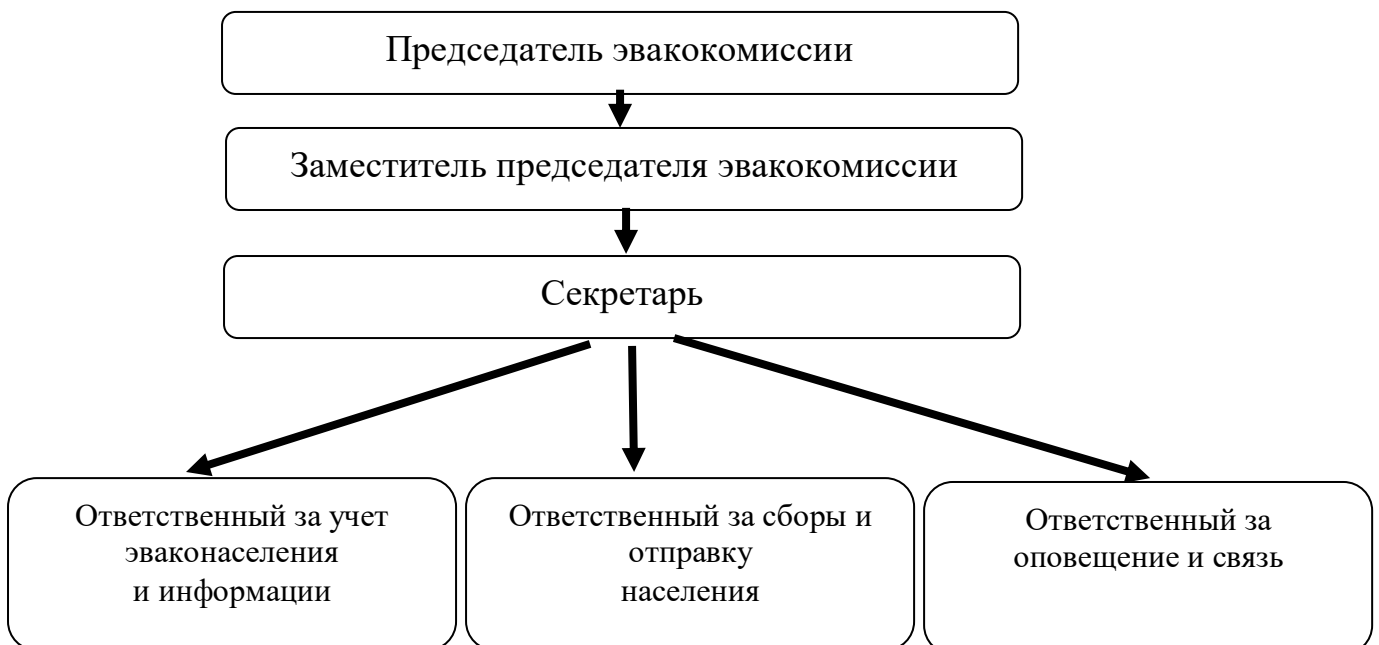 Председатель эвакокомиссии
Заместитель председателя эвакокомиссии
Секретарь
Ответственный за учет
эваконаселения
и информации
Ответственный за сборы и
отправку
населения
Ответственный за
оповещение и связь